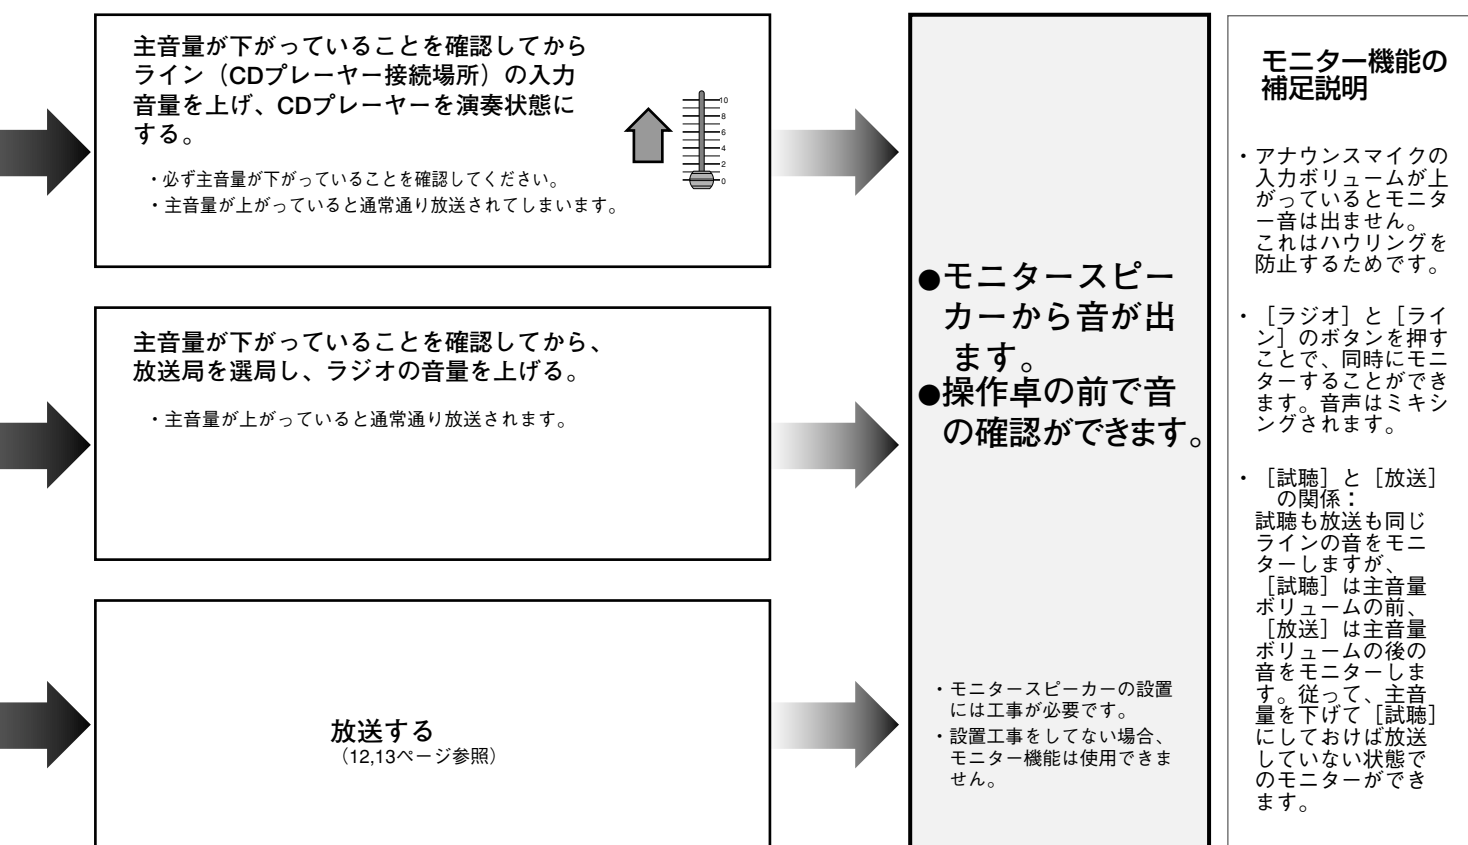 主音量が下がっていることを確認してから
ライン（CDプレーヤー接続場所）の入力
音量を上げ、CDプレーヤーを演奏状態に
する。
・必ず主音量が下がっていることを確認してください。
・主音量が上がっていると通常通り放送されてしまいます。
10
8
6
4
2
0
主音量が下がっていることを確認してから、
放送局を選局し、ラジオの音量を上げる。
・主音量が上がっていると通常通り放送されます。
放送する
（12,13ページ参照）
●モニタースピー
カーから音が出
ます。
●操作卓の前で音
の確認ができます。
・モニタースピーカーの設置
には工事が必要です。
・設置工事をしてない場合、
モニター機能は使用できま
せん。
モニター機能の
補足説明
・アナウンスマイクの
入力ボリュームが上
がっているとモニタ
ー音は出ません。
これはハウリングを
防止するためです。
・［ラジオ］と［ライ
ン］のボタンを押す
ことで、同時にモニ
ターすることができ
ます。音声はミキシ
ングされます。
・［試聴］と［放送］
の関係：
試聴も放送も同じ
ラインの音をモニ
ターしますが、
［試聴］は主音量
ボリュームの前、
［放送］は主音量
ボリュームの後の
音をモニターしま
す。従って、主音
量を下げて［試聴］
にしておけば放送
していない状態で
のモニターができ
ます。